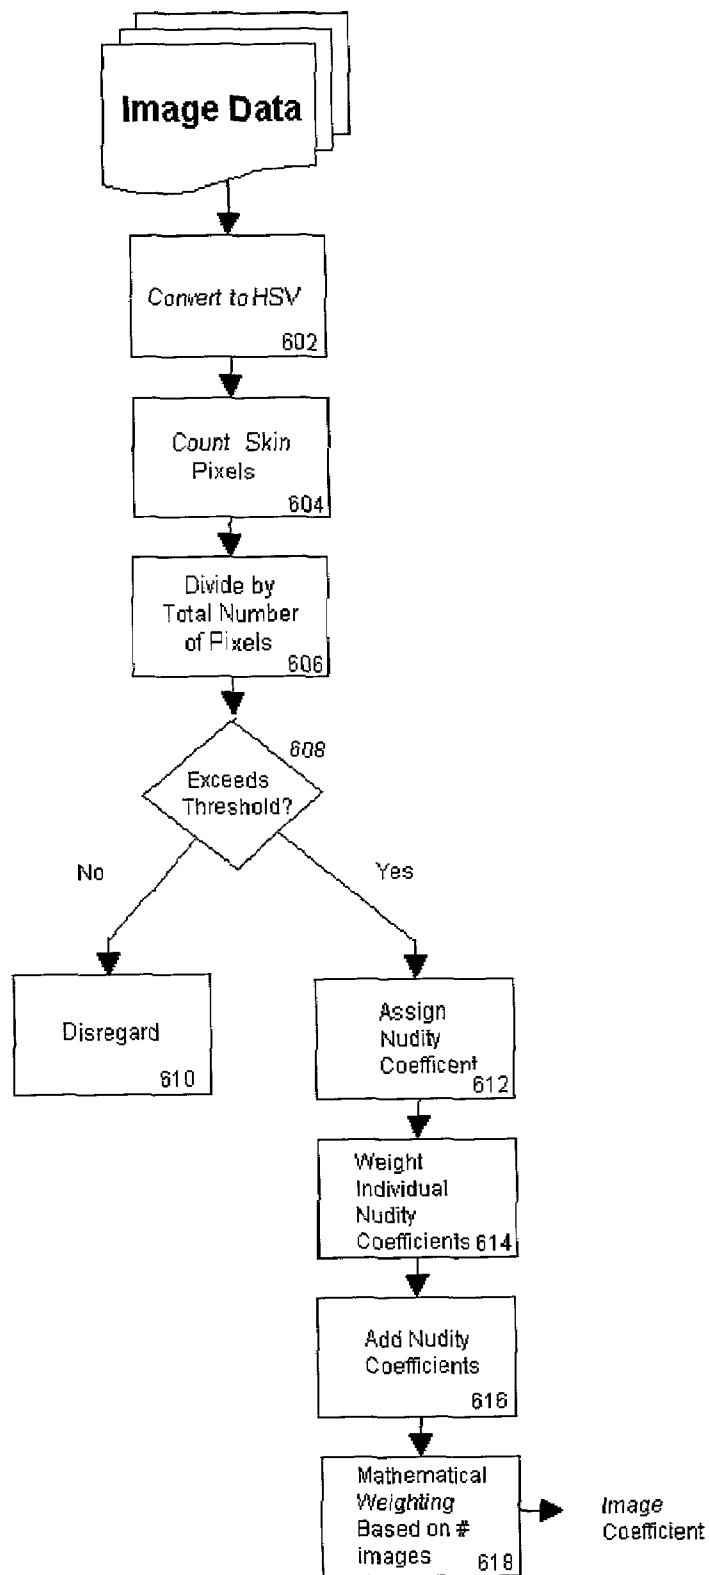 Image Data
Convert to HSV
602
Count Skin
Pixels
604
Divide by
Total Number
of Pixels
606
608
Exceeds
Threshold?
No
Yes
Disregard
610
Assign
Nudity
Coefficent
612
Weight
Individual
Nudity
Coefficients 614
Add Nudity
Coefficients
616
Mathematical
Weighting
Based on #
images 618
Image
Coefficient